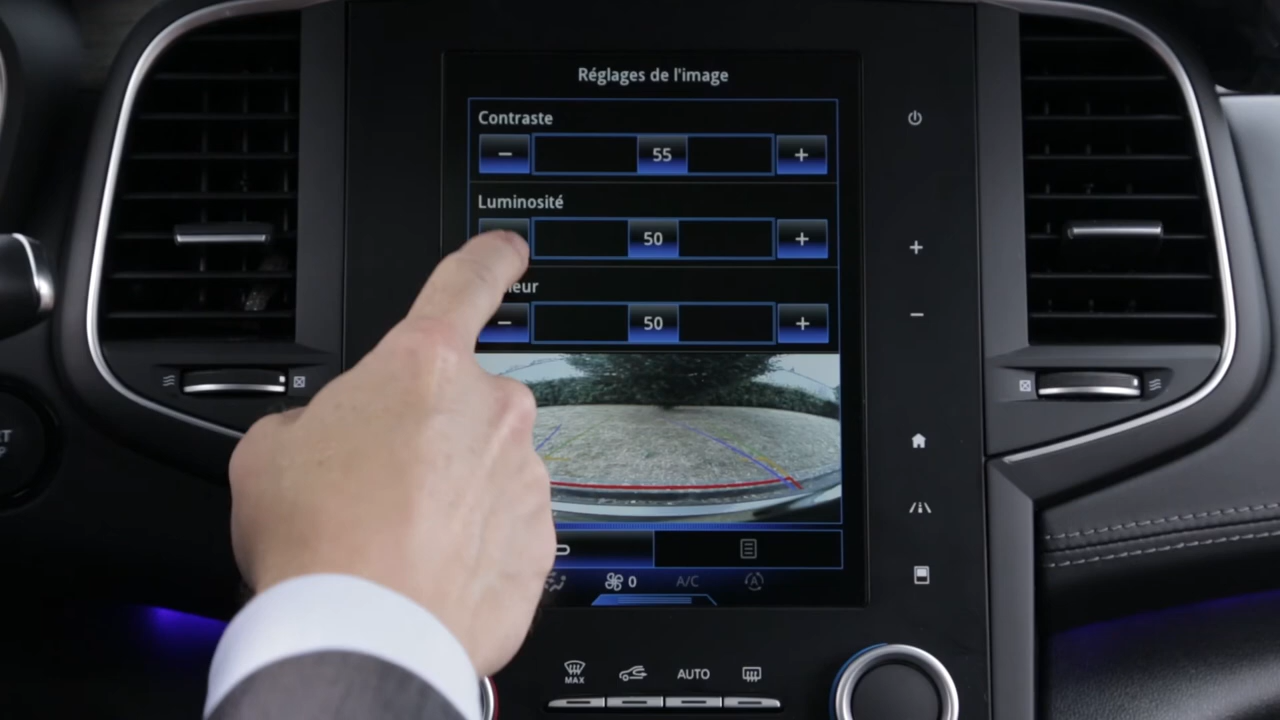 Réglages de l'image
Contraste
− 55 +
Luminosité
50 +
leur
− 50 +
0 A/C
MAX
AUTO